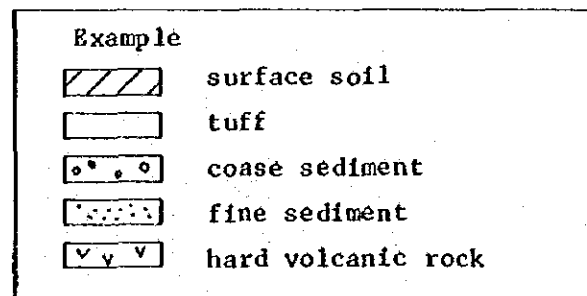 Example
surface soil
tuff
coase sediment
fine sediment
hard volcanic rock